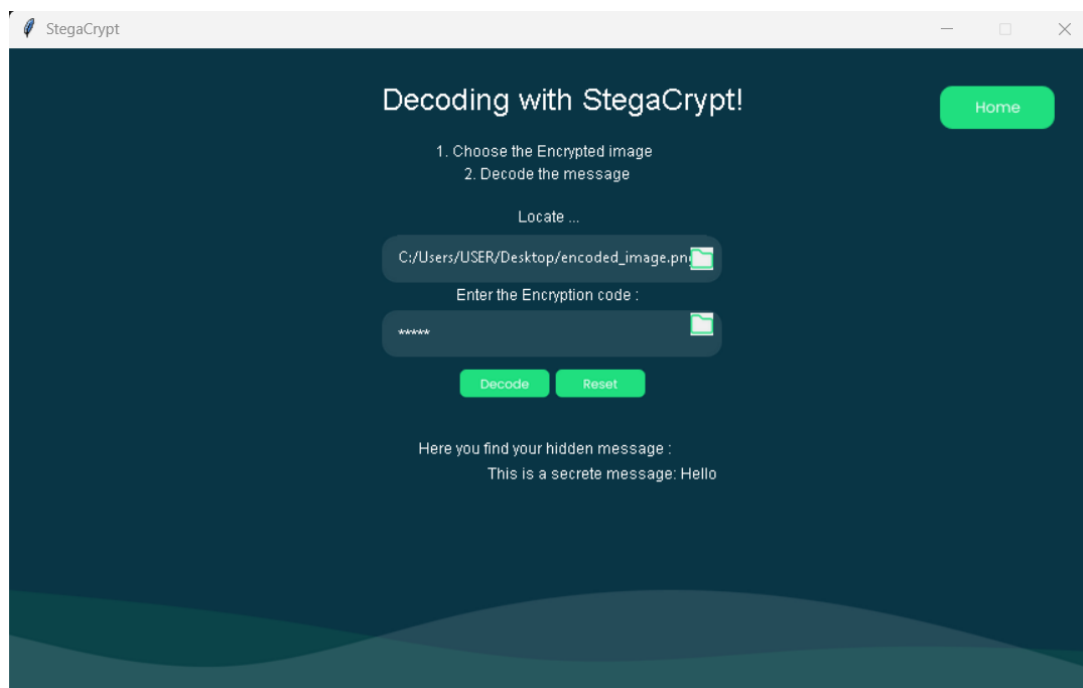 StegaCrypt
Decoding with StegaCrypt!
Home
1. Choose the Encrypted image
2. Decode the message
Locate ...
C:/Users/USER/Desktop/encoded_image.png
Enter the Encryption code :
*****
Decode Reset
Here you find your hidden message :
This is a secrete message: Hello